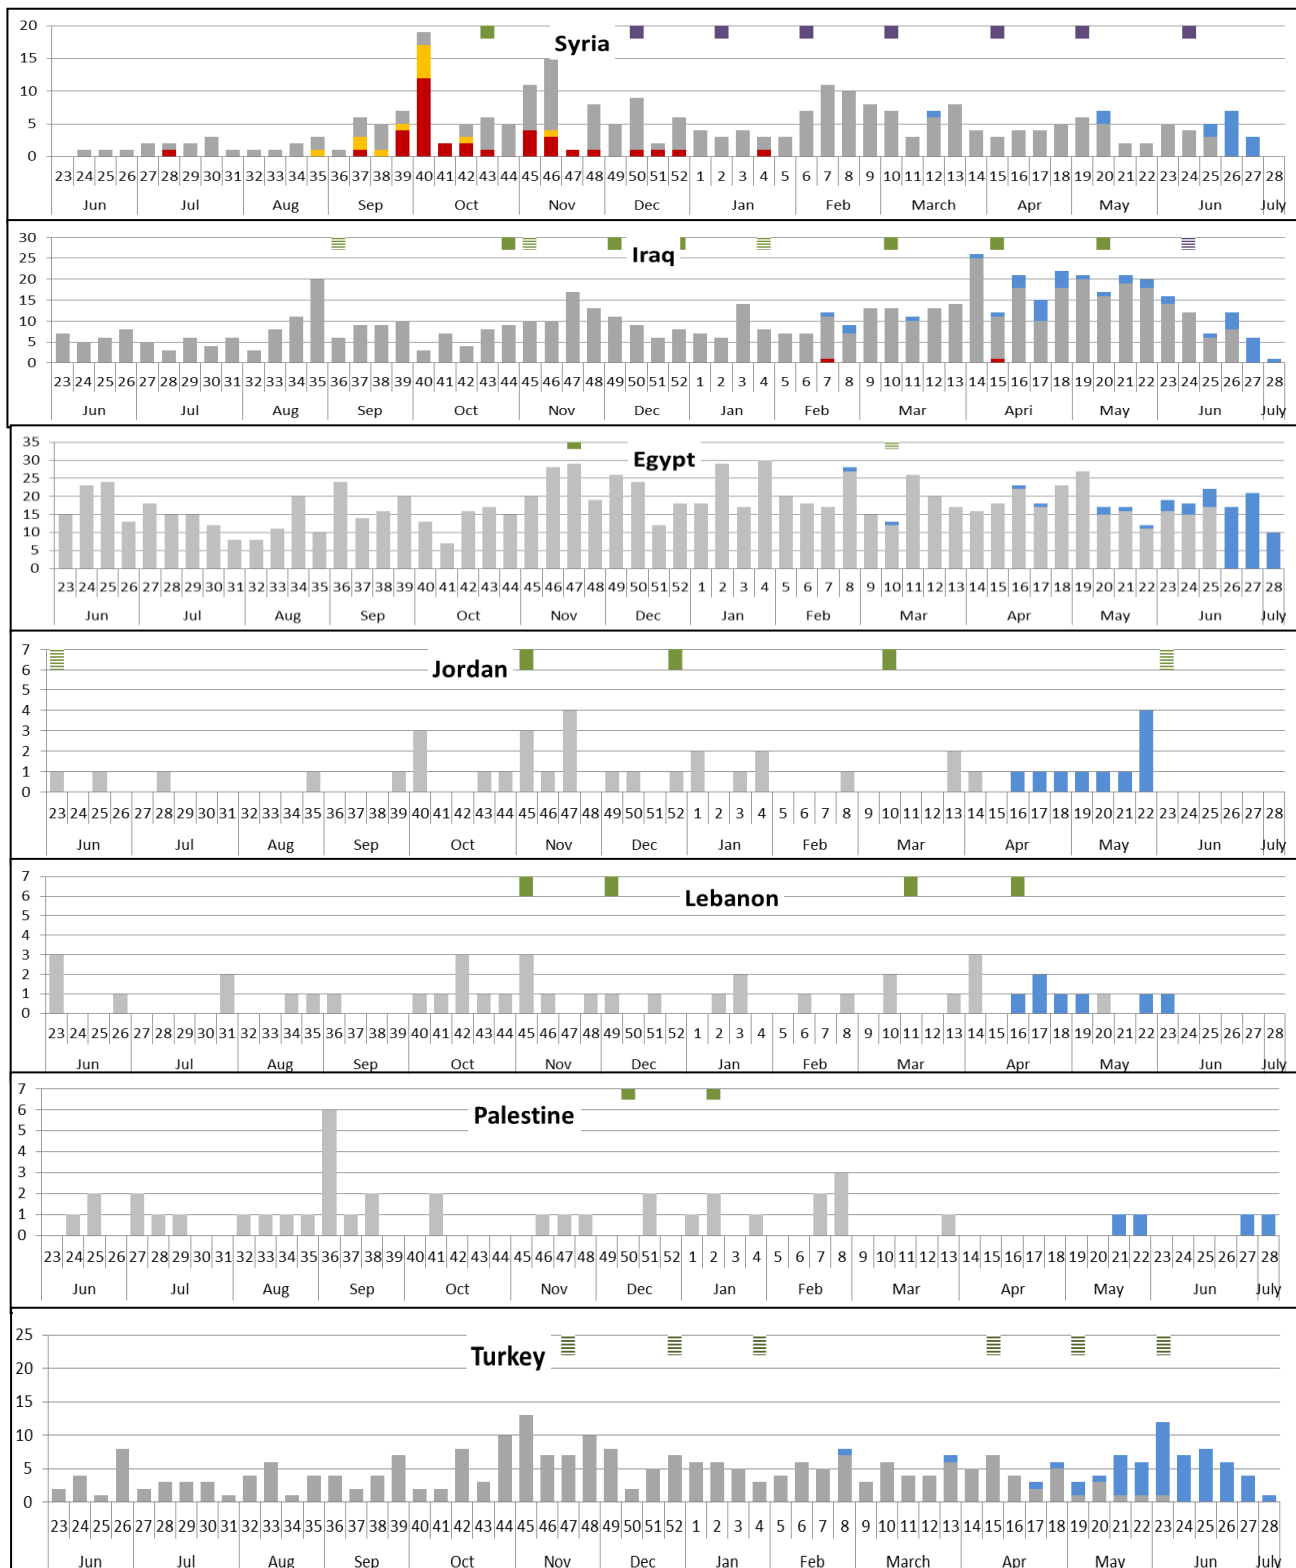 20
Syria
15
10
5
0
23 24 25 26 27 28 29 30 31 32 33 34 35 36 37 38 39 40 41 42 43 44 45 46 47 48 49 50 51 52 1 2 3 4 5 6 7 8 9 10 11 12 13 14 15 16 17 18 19 20 21 22 23 24 25 26 27 28
Jun Jul Aug Sep Oct Nov Dec Jan Feb March Apr May Jun July
30
Iraq
25
20
15
10
5
0
23 24 25 26 27 28 29 30 31 32 33 34 35 36 37 38 39 40 41 42 43 44 45 46 47 48 49 50 51 52 1 2 3 4 5 6 7 8 9 10 11 12 13 14 15 16 17 18 19 20 21 22 23 24 25 26 27 28
Jun Jul Aug Sep Oct Nov Dec Jan Feb Mar Apri May Jun July
35
Egypt
30
25
20
15
10
5
0
23 24 25 26 27 28 29 30 31 32 33 34 35 36 37 38 39 40 41 42 43 44 45 46 47 48 49 50 51 52 1 2 3 4 5 6 7 8 9 10 11 12 13 14 15 16 17 18 19 20 21 22 23 24 25 26 27 28
Jun Jul Aug Sep Oct Nov Dec Jan Feb Mar Apr May Jun July
7
Jordan
6
5
4
3
2
1
0
23 24 25 26 27 28 29 30 31 32 33 34 35 36 37 38 39 40 41 42 43 44 45 46 47 48 49 50 51 52 1 2 3 4 5 6 7 8 9 10 11 12 13 14 15 16 17 18 19 20 21 22 23 24 25 26 27 28
Jun Jul Aug Sep Oct Nov Dec Jan Feb Mar Apr May Jun July
7
6
Lebanon
5
4
3
2
1
0
23 24 25 26 27 28 29 30 31 32 33 34 35 36 37 38 39 40 41 42 43 44 45 46 47 48 49 50 51 52 1 2 3 4 5 6 7 8 9 10 11 12 13 14 15 16 17 18 19 20 21 22 23 24 25 26 27 28
Jun Jul Aug Sep Oct Nov Dec Jan Feb Mar Apr May Jun July
7
6
Palestine
5
4
3
2
1
0
23 24 25 26 27 28 29 30 31 32 33 34 35 36 37 38 39 40 41 42 43 44 45 46 47 48 49 50 51 52 1 2 3 4 5 6 7 8 9 10 11 12 13 14 15 16 17 18 19 20 21 22 23 24 25 26 27 28
Jun Jul Aug Sep Oct Nov Dec Jan Feb Mar Apr May Jun July
25
Turkey
20
15
10
5
0
23 24 25 26 27 28 29 30 31 32 33 34 35 36 37 38 39 40 41 42 43 44 45 46 47 48 49 50 51 52 1 2 3 4 5 6 7 8 9 10 11 12 13 14 15 16 17 18 19 20 21 22 23 24 25 26 27 28
Jun Jul Aug Sep Oct Nov Dec Jan Feb March Apr May Jun July